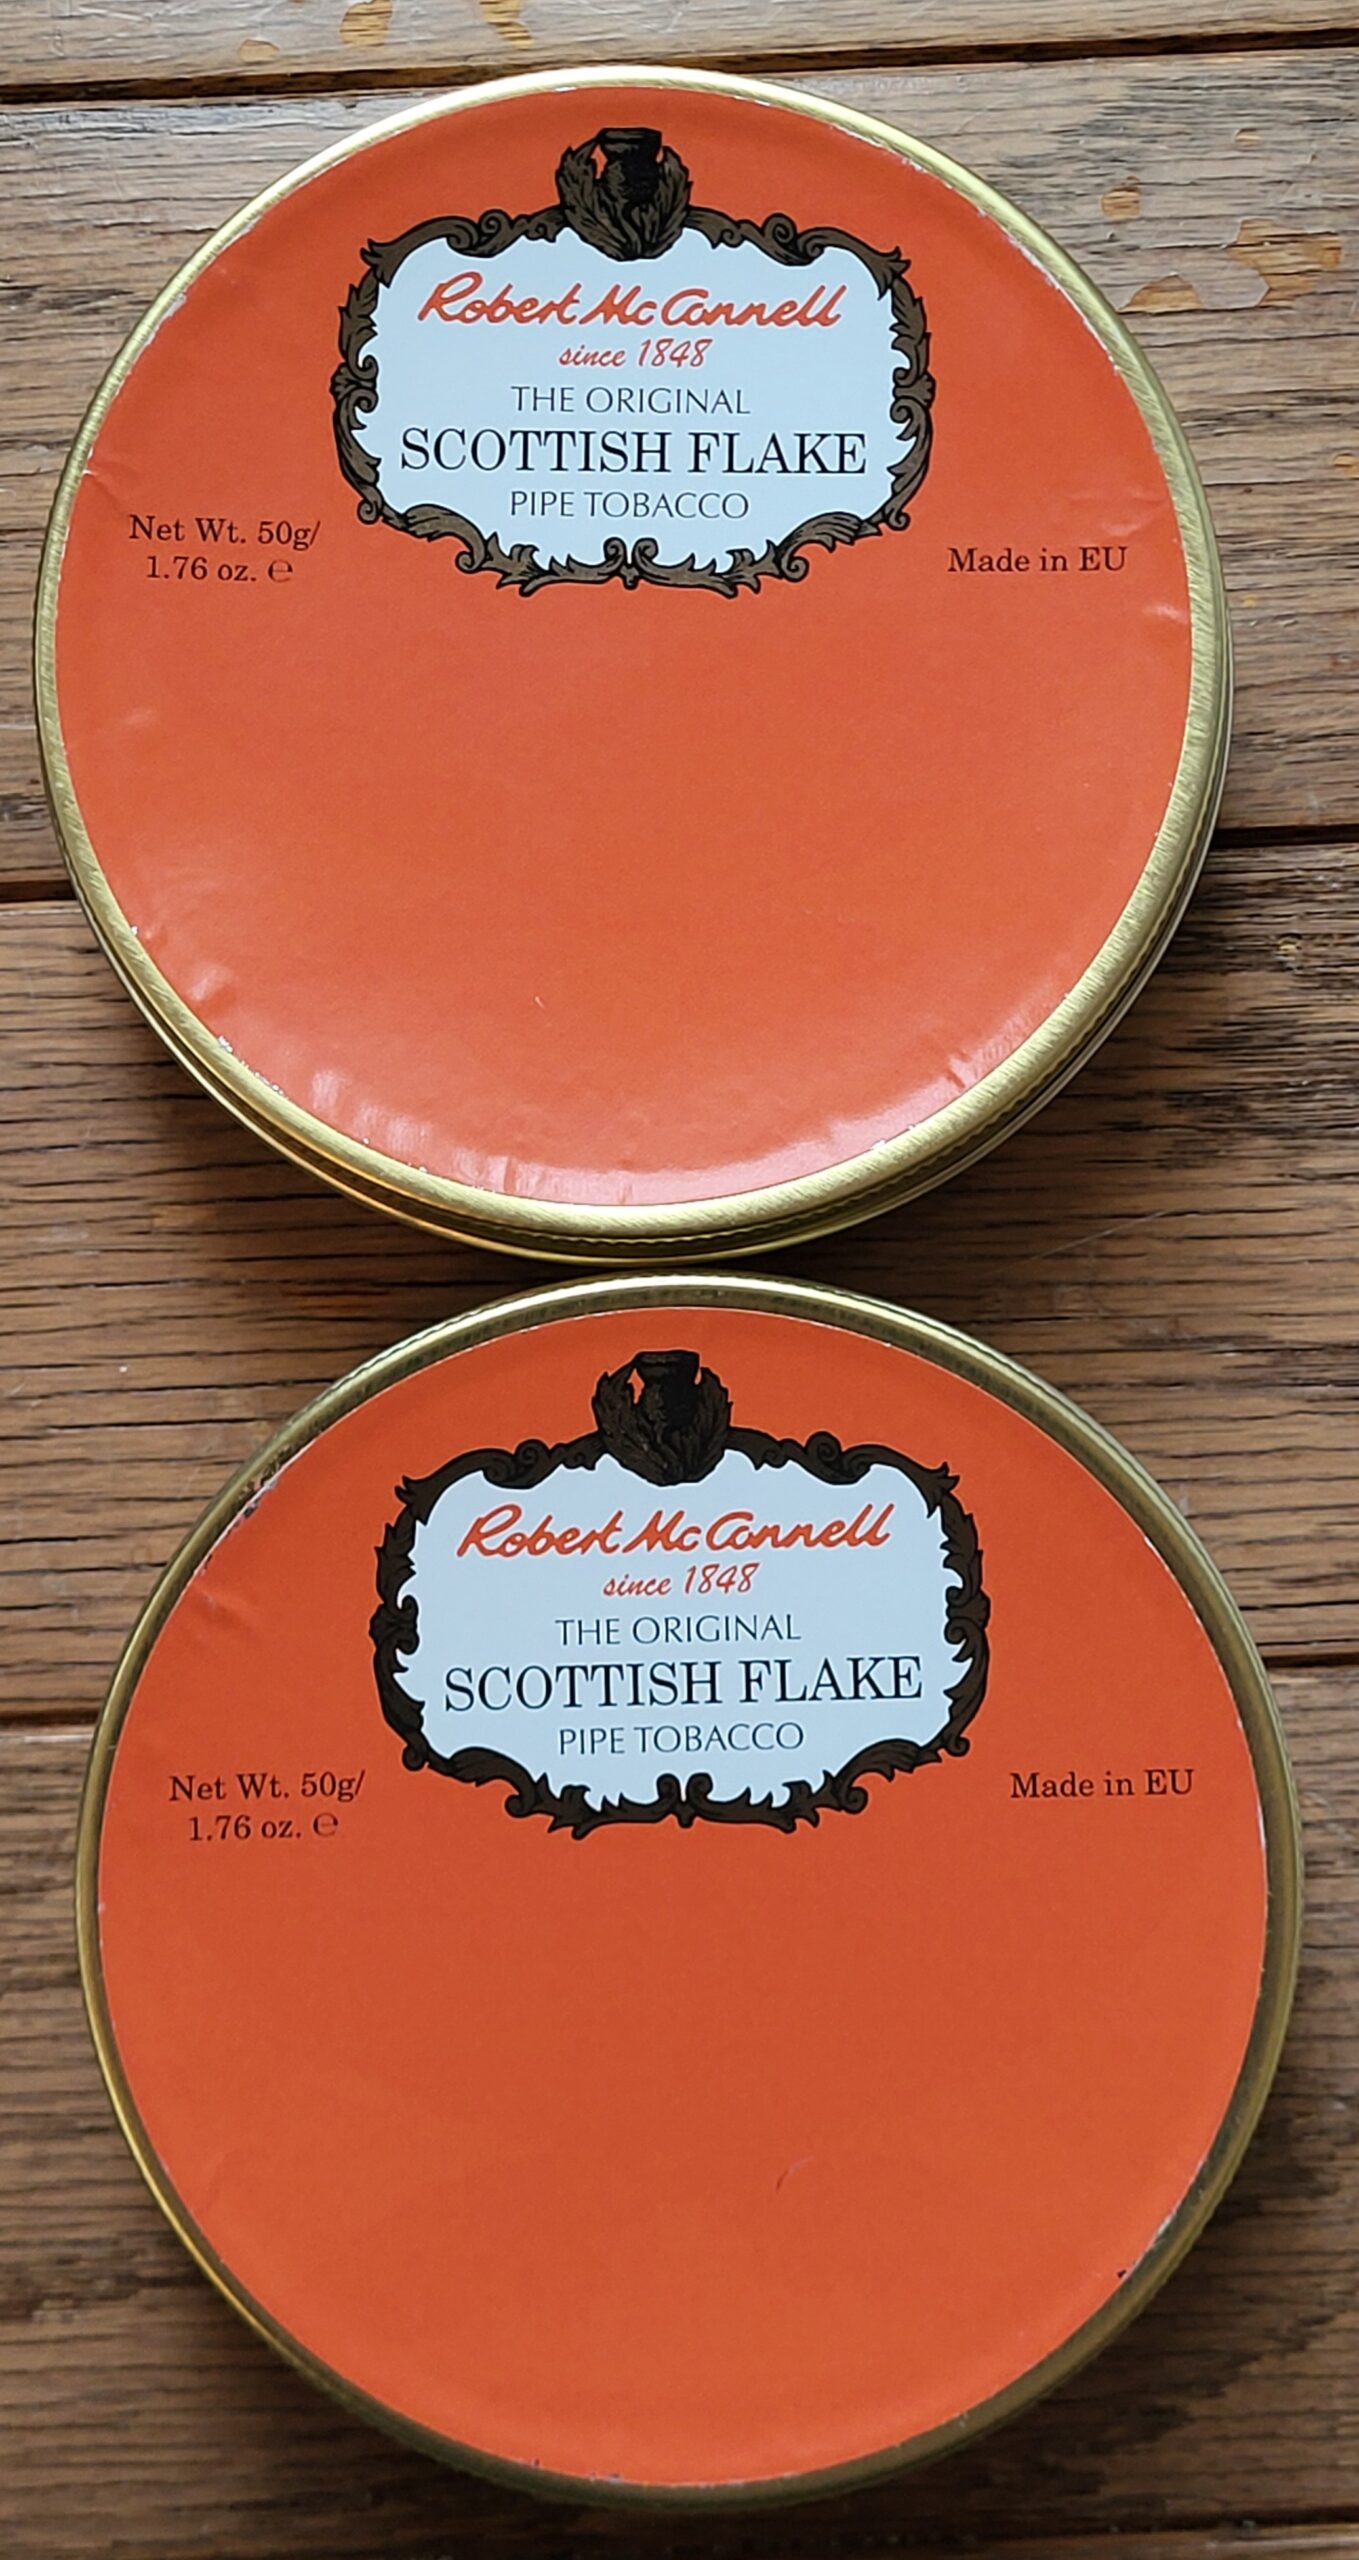 Robert McConnell
since 1848
THE ORIGINAL
SCOTTISH FLAKE
PIPE TOBACCO
Net Wt. 50g/
1.76 oz. ℮
Made in EU
Robert McConnell
since 1848
THE ORIGINAL
SCOTTISH FLAKE
PIPE TOBACCO
Net Wt. 50g/
1.76 oz. ℮
Made in EU